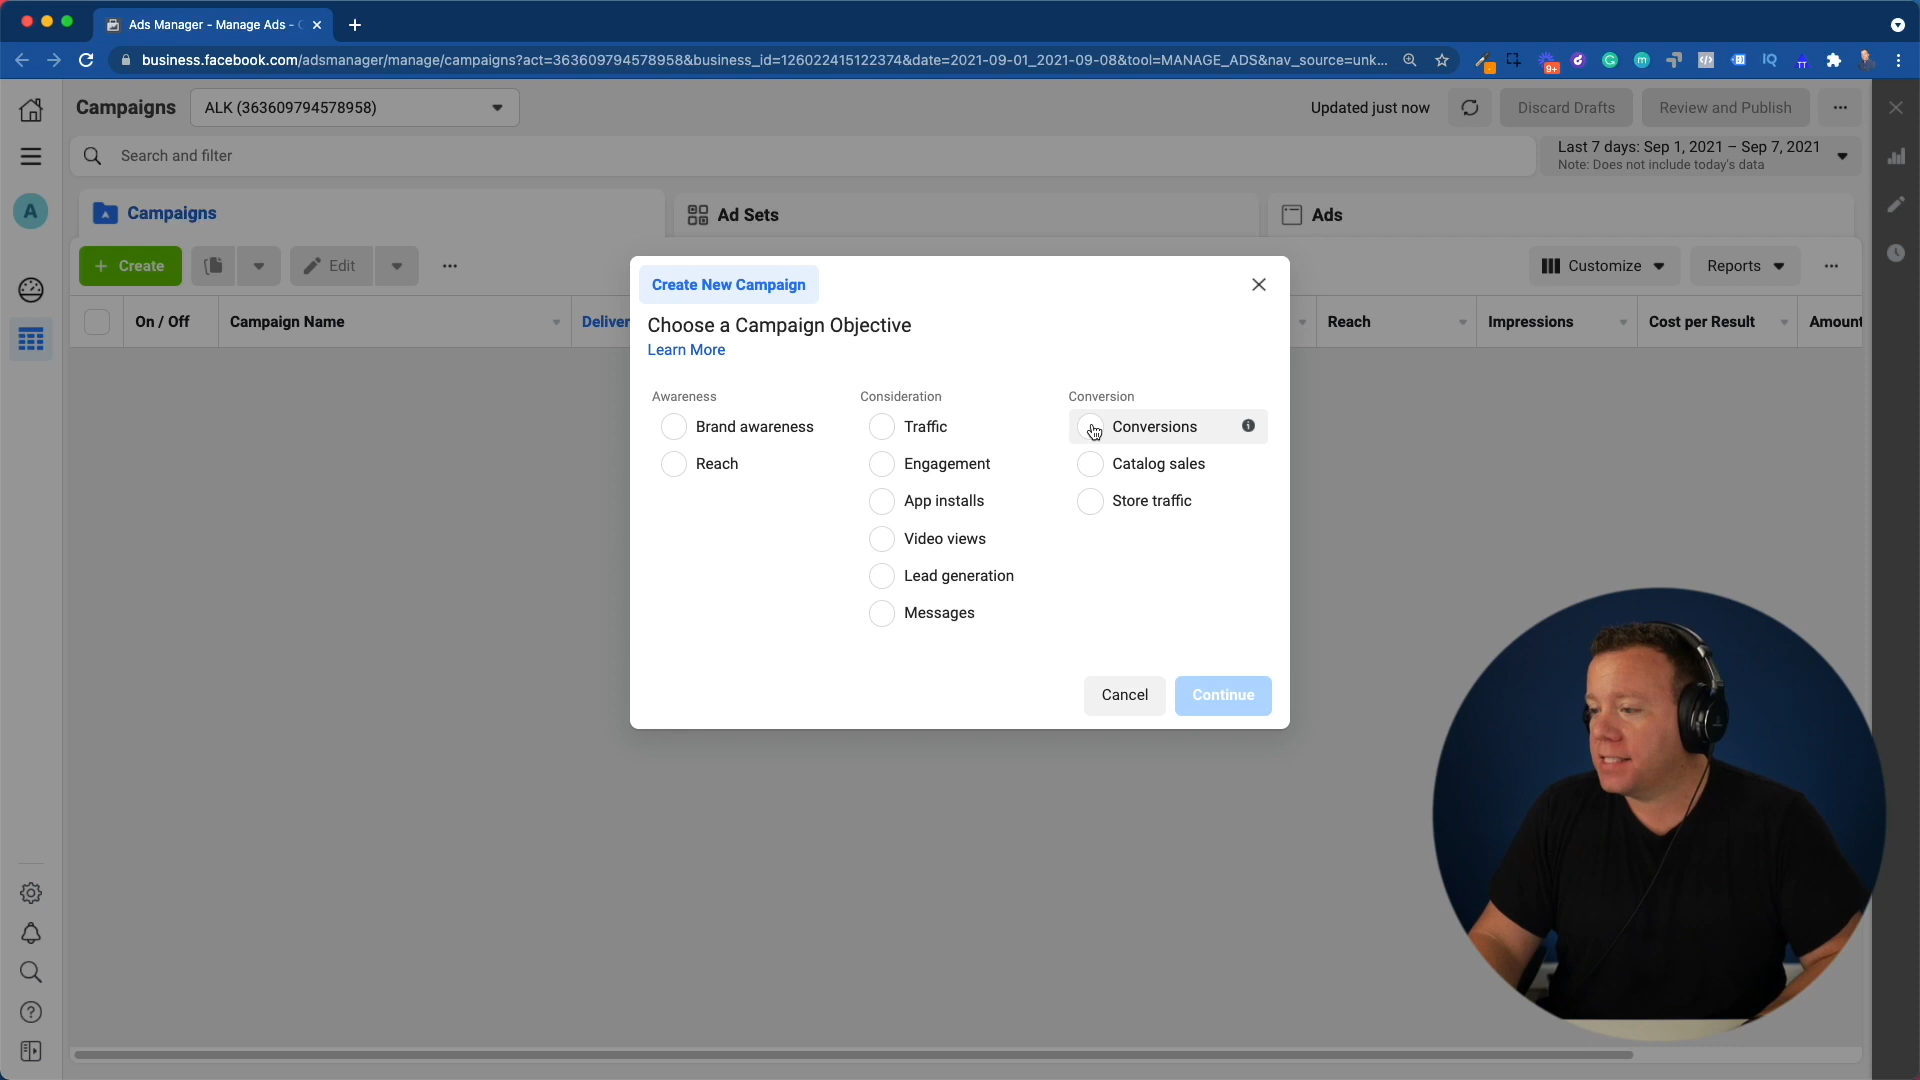 Ads Manager - Manage Ads - C
business.facebook.com/adsmanager/manage/campaigns?act=363609794578958&business_id=126022415122374&date=2021-09-01_2021-09-08&tool=MANAGE_ADS&nav_source=unk...
9+
Campaigns
ALK (363609794578958)
Updated just now
Discard Drafts
Review and Publish
Search and filter
Last 7 days: Sep 1, 2021 – Sep 7, 2021
Note: Does not include today's data
A
Campaigns
Ad Sets
Ads
+ Create
Edit
Customize
Reports
On / Off
Campaign Name
Deliver
Reach
Impressions
Cost per Result
Amount
Create New Campaign
Choose a Campaign Objective
Learn More
Awareness
Brand awareness
Reach
Consideration
Traffic
Engagement
App installs
Video views
Lead generation
Messages
Conversion
Conversions
Catalog sales
Store traffic
Cancel
Continue